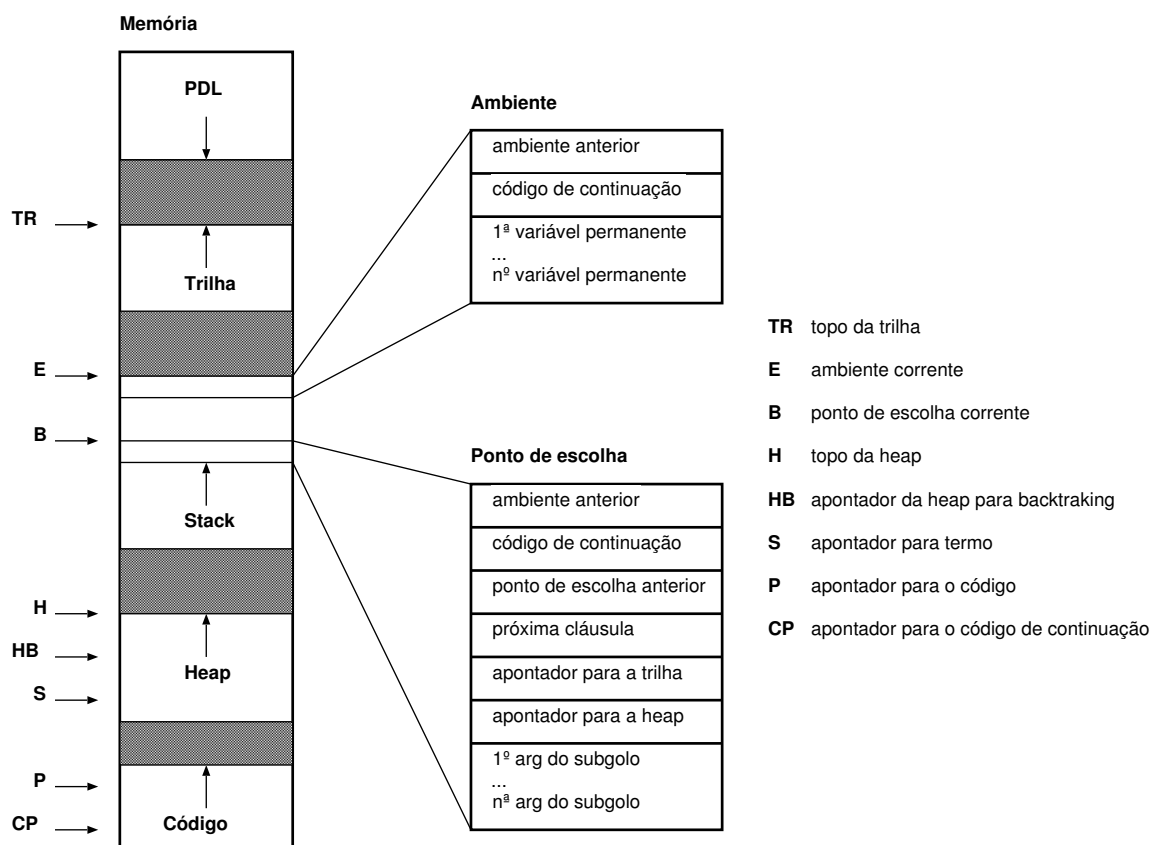 Memória
PDL
TR
Trilha
E
B
Stack
H
HB
Heap
S
P
CP
Código
Ambiente
ambiente anterior
código de continuação
1ª variável permanente
...
nº variável permanente
Ponto de escolha
ambiente anterior
código de continuação
ponto de escolha anterior
próxima cláusula
apontador para a trilha
apontador para a heap
1º arg do subgolo
...
nª arg do subgolo
TR topo da trilha
E ambiente corrente
B ponto de escolha corrente
H topo da heap
HB apontador da heap para backtraking
S apontador para termo
P apontador para o código
CP apontador para o código de continuação